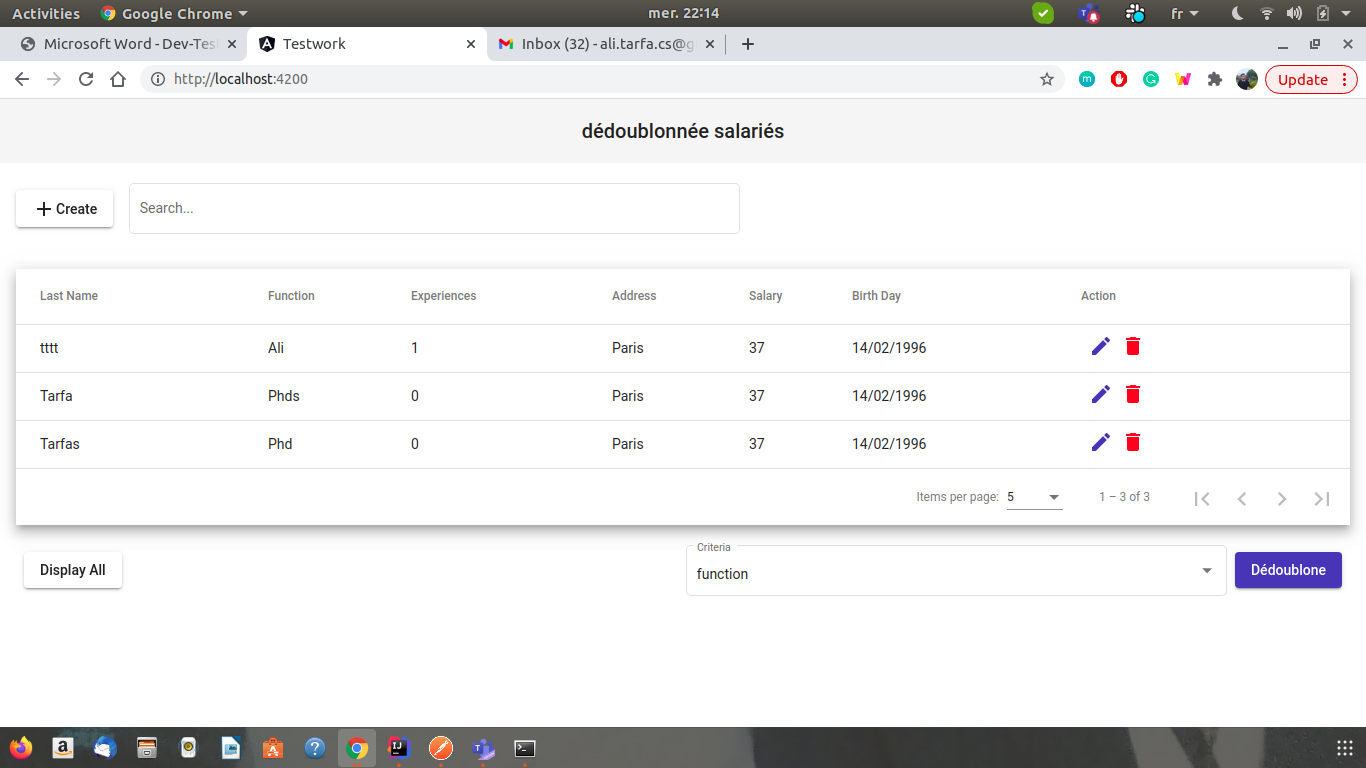 Activities Google Chrome mer. 22:14 fr
Microsoft Word - Dev-Tes Testwork Inbox (32) - ali.tarfa.cs@g
http://localhost:4200 Update
dédoublonnée salariés
Create Search...
Last Name Function Experiences Address Salary Birth Day Action
tttt Ali 1 Paris 37 14/02/1996
Tarfa Phds 0 Paris 37 14/02/1996
Tarfas Phd 0 Paris 37 14/02/1996
Items per page: 5 1 – 3 of 3
Criteria
Display All function Dédoublone